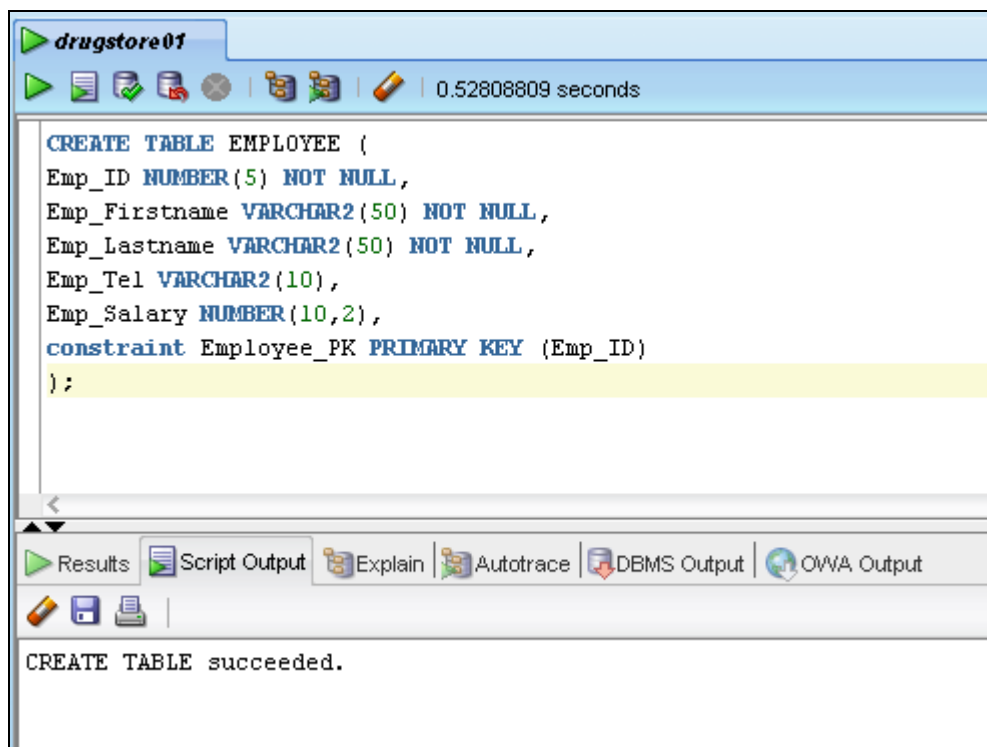 drugstore01
0.52808809 seconds
CREATE TABLE EMPLOYEE (
Emp_ID NUMBER(5) NOT NULL,
Emp_Firstname VARCHAR2(50) NOT NULL,
Emp_Lastname VARCHAR2(50) NOT NULL,
Emp_Tel VARCHAR2(10),
Emp_Salary NUMBER(10,2),
constraint Employee_PK PRIMARY KEY (Emp_ID)
);
Results Script Output Explain Autotrace DBMS Output OWA Output
CREATE TABLE succeeded.